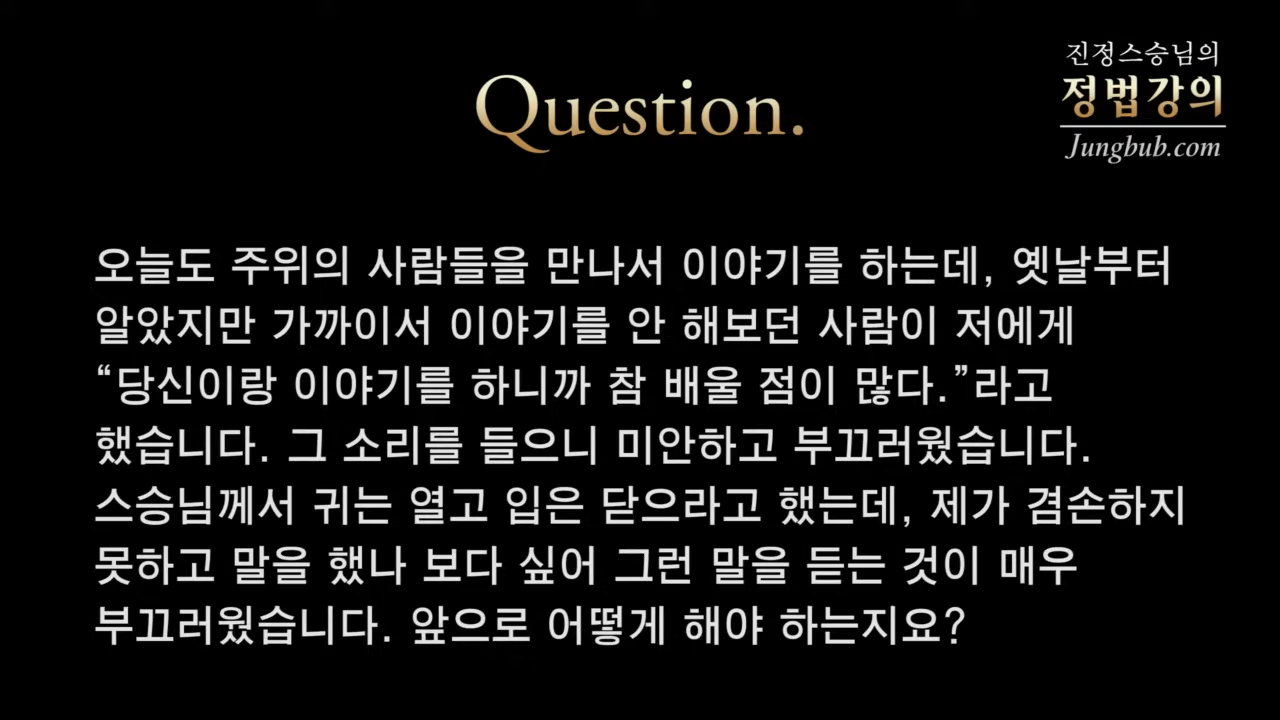 진정스승님의
정법강의
Jungbub.com
Question.
오늘도 주위의 사람들을 만나서 이야기를 하는데, 옛날부터
알았지만 가까이서 이야기를 안 해보던 사람이 저에게
“당신이랑 이야기를 하니까 참 배울 점이 많다.”라고
했습니다. 그 소리를 들으니 미안하고 부끄러웠습니다.
스승님께서 귀는 열고 입은 닫으라고 했는데, 제가 겸손하지
못하고 말을 했나 보다 싶어 그런 말을 듣는 것이 매우
부끄러웠습니다. 앞으로 어떻게 해야 하는지요?